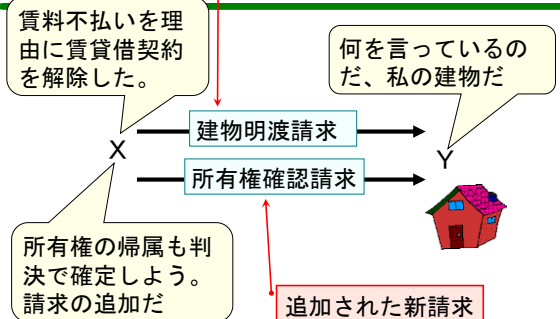 賃料不払いを理
由に賃貸借契約
を解除した。
何を言っているの
だ、私の建物だ
建物明渡請求
X
Y
所有権確認請求
所有権の帰属も判
決で確定しよう。
請求の追加だ
追加された新請求